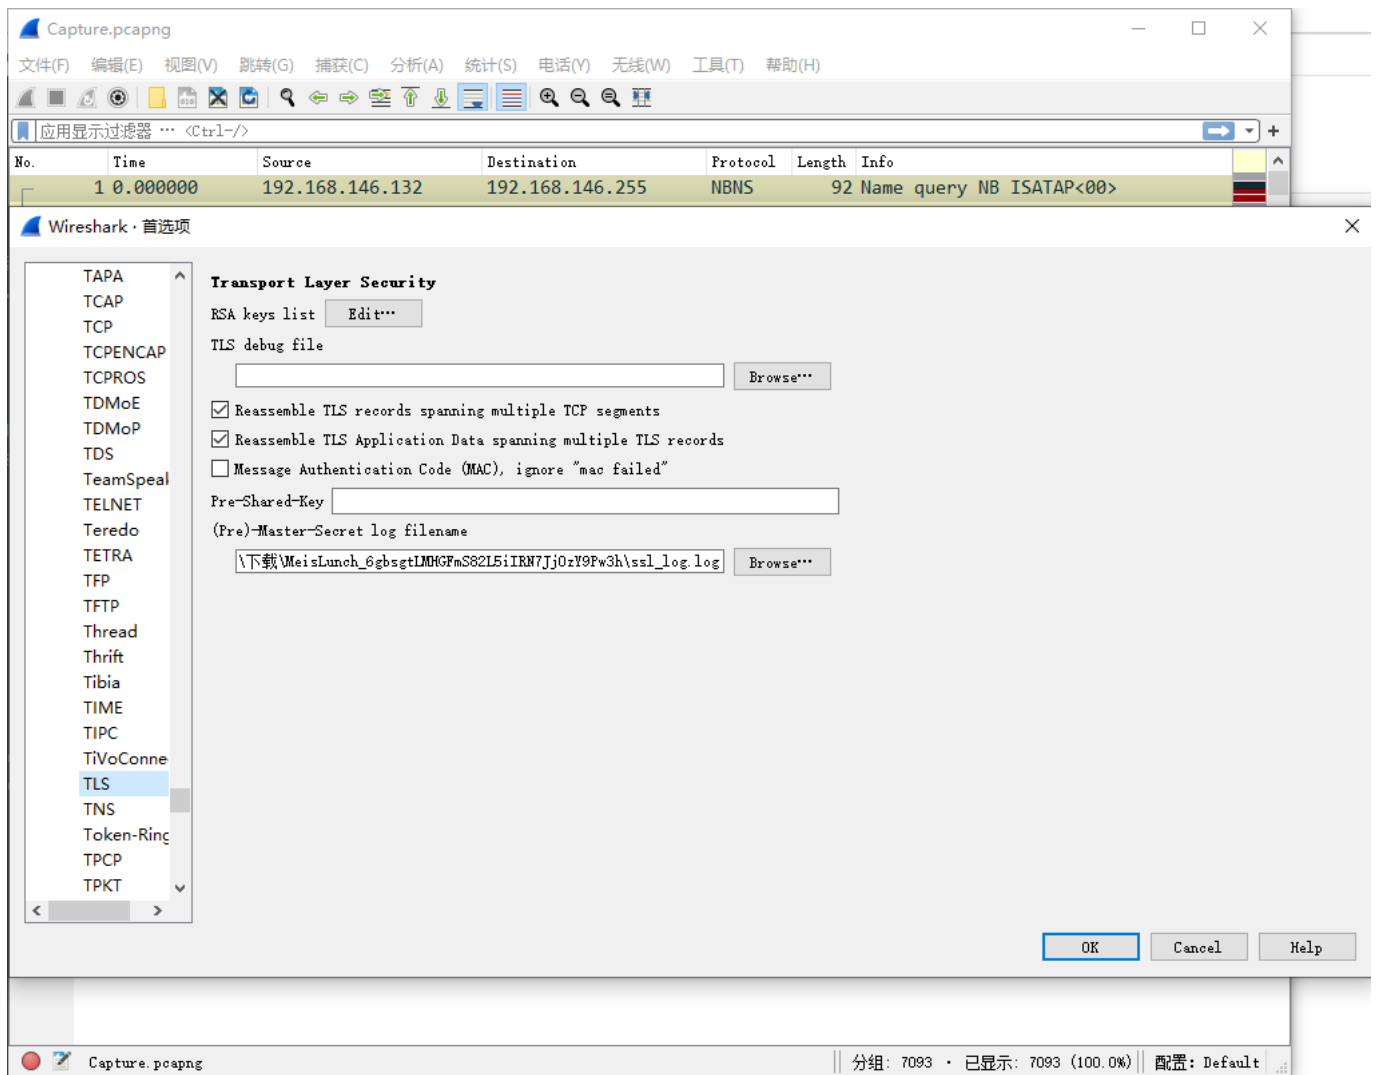 Capture.pcapng
文件(F) 编辑(E) 视图(V) 跳转(G) 捕获(C) 分析(A) 统计(S) 电话(Y) 无线(W) 工具(T) 帮助(H)
应用显示过滤器 … <Ctrl-/>
No. Time Source Destination Protocol Length Info
1 0.000000 192.168.146.132 192.168.146.255 NBNS 92 Name query NB ISATAP<00>
Wireshark · 首选项
TAPA
TCAP
TCP
TCPENCAP
TCPROS
TDMoE
TDMoP
TDS
TeamSpeak
TELNET
Teredo
TETRA
TFP
TFTP
Thread
Thrift
Tibia
TIME
TIPC
TiVoConne
TLS
TNS
Token-Ring
TPCP
TPKT
Transport Layer Security
RSA keys list Edit…
TLS debug file
Browse…
Reassemble TLS records spanning multiple TCP segments
Reassemble TLS Application Data spanning multiple TLS records
Message Authentication Code (MAC), ignore "mac failed"
Pre-Shared-Key
(Pre)-Master-Secret log filename
\下载\MeisLunch_6gbsgtLMHGFmS82L5iIRN7JjOzY9Pw3h\ssl_log.log Browse…
OK Cancel Help
Capture.pcapng 分组: 7093 · 已显示: 7093 (100.0%) 配置: Default